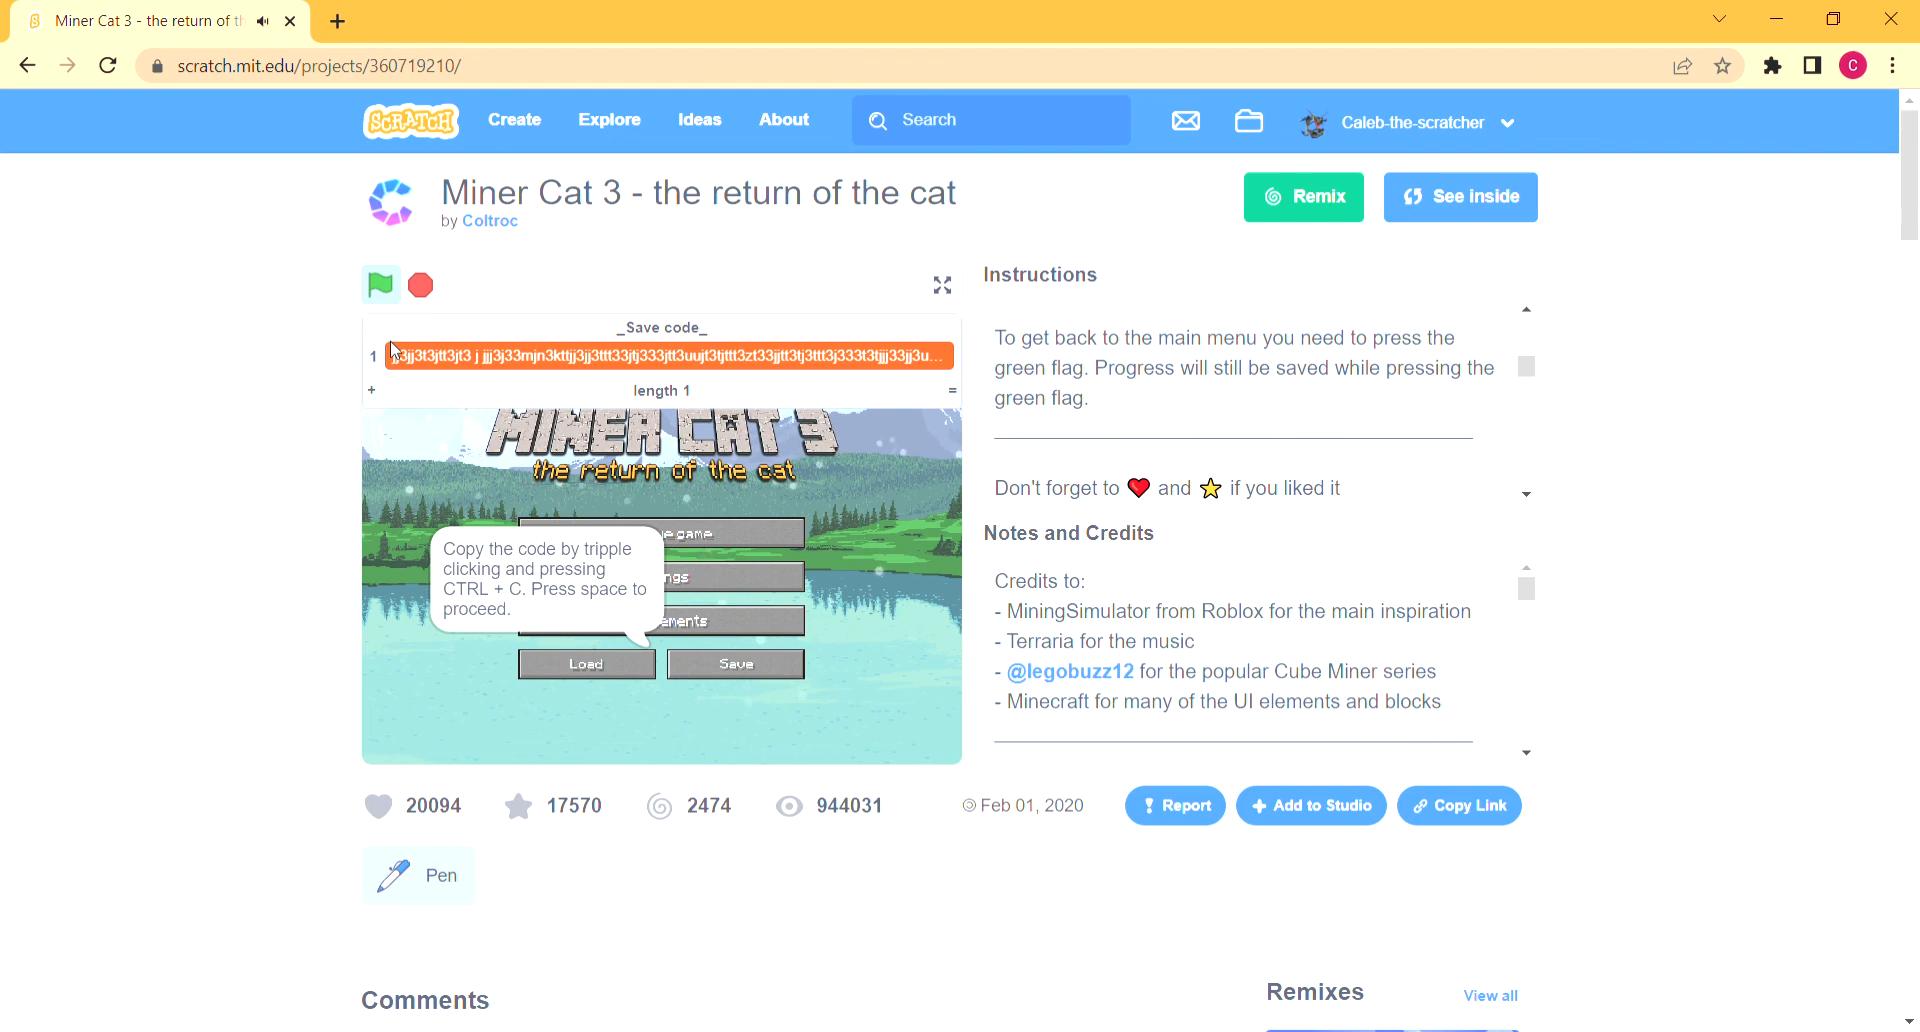 Miner Cat 3 - the return of th
scratch.mit.edu/projects/360719210/
C
SCRATCH
Create
Explore
Ideas
About
Search
Caleb-the-scratcher
Miner Cat 3 - the return of the cat
by Coltroc
Remix
See inside
_Save code_
1
+
length 1
=
MINER CAT 3
the return of the cat
Copy the code by tripple
clicking and pressing
CTRL + C. Press space to
proceed.
Load
Save
Instructions
To get back to the main menu you need to press the
green flag. Progress will still be saved while pressing the
green flag.
Don't forget to ❤️ and ⭐ if you liked it
Notes and Credits
Credits to:
- MiningSimulator from Roblox for the main inspiration
- Terraria for the music
- @legobuzz12 for the popular Cube Miner series
- Minecraft for many of the UI elements and blocks
20094
17570
2474
944031
Feb 01, 2020
Report
Add to Studio
Copy Link
Pen
Comments
Remixes
View all